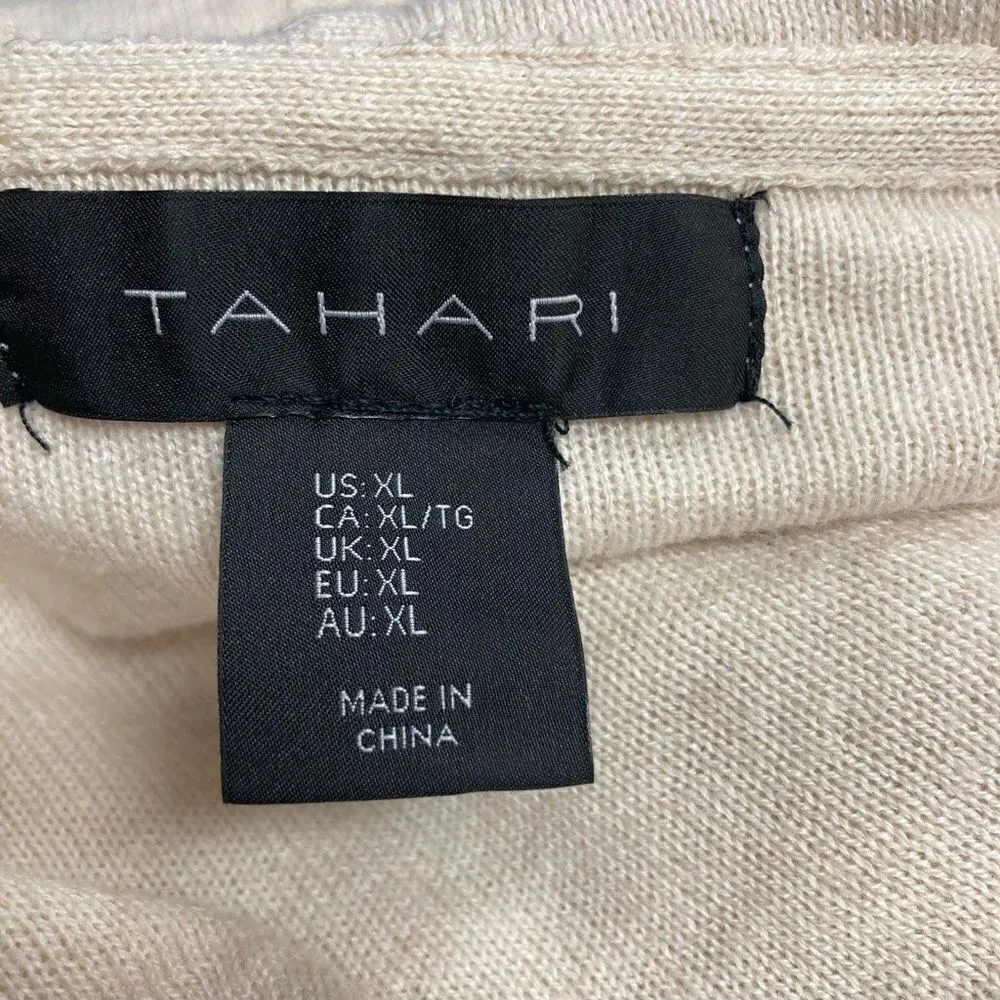 TAHARI
US: XL
CA: XL/TG
UK: XL
EU: XL
AU: XL
MADE IN
CHINA